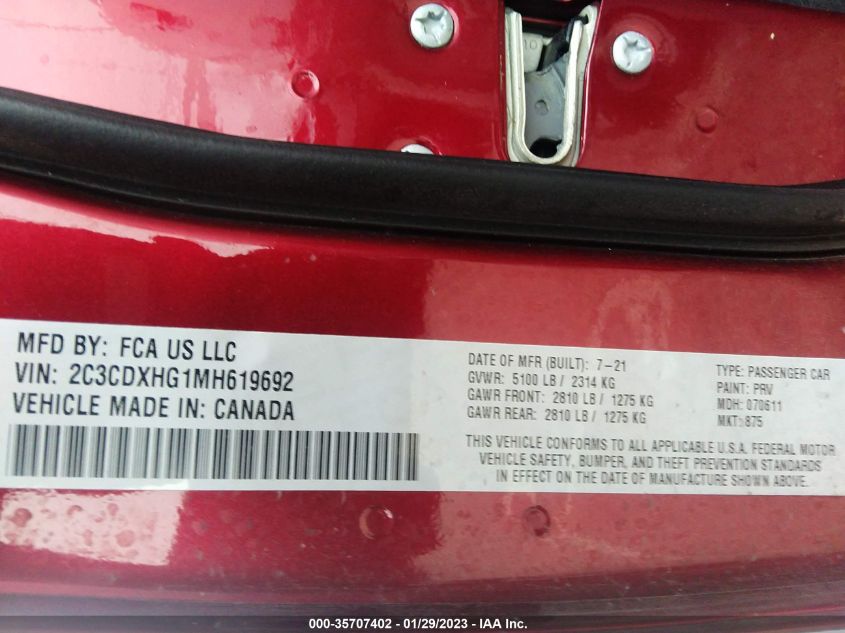 MFD BY: FCA US LLC
VIN: 2C3CDXHG1MH619692
VEHICLE MADE IN: CANADA
DATE OF MFR (BUILT): 7-21
GVWR: 5100 LB / 2314 KG
GAWR FRONT: 2810 LB / 1275 KG
GAWR REAR: 2810 LB / 1275 KG
TYPE: PASSENGER CAR
PAINT: PRV
MDH: 070611
MKT: 875
THIS VEHICLE CONFORMS TO ALL APPLICABLE U.S.A. FEDERAL MOTOR
VEHICLE SAFETY, BUMPER, AND THEFT PREVENTION STANDARDS
IN EFFECT ON THE DATE OF MANUFACTURE SHOWN ABOVE.
000-35707402 - 01/29/2023 - IAA Inc.